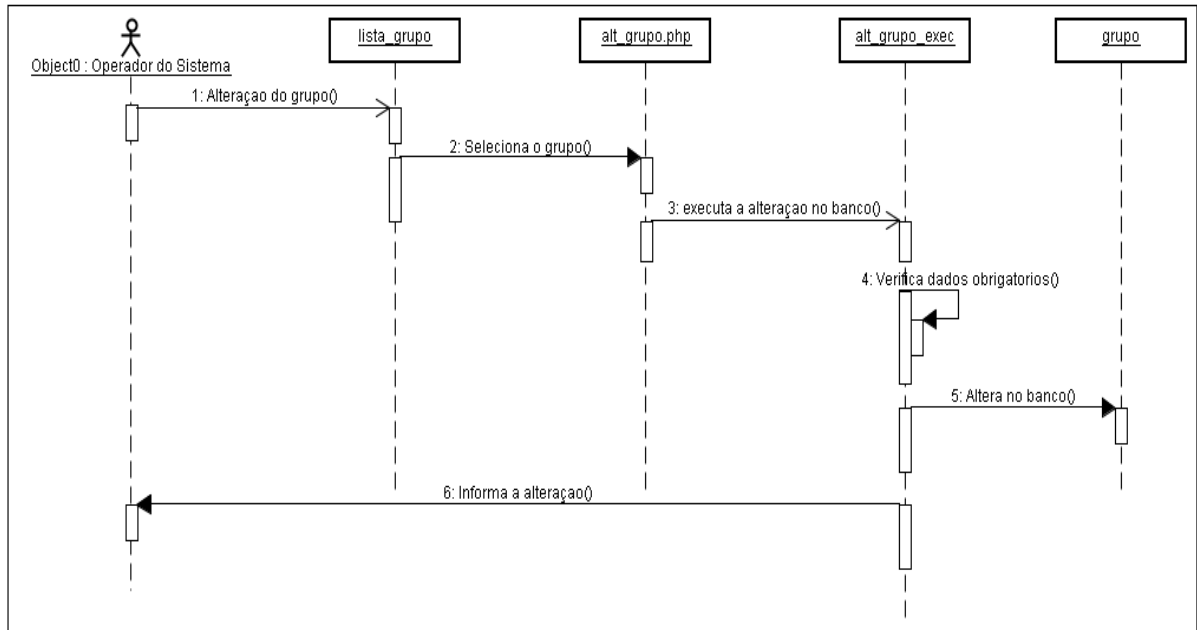 lista_grupo
alt_grupo.php
alt_grupo_exec
grupo
Object0 : Operador do Sistema
1: Alteraçao do grupo()
2: Seleciona o grupo()
3: executa a alteraçao no banco()
4: Verifica dados obrigatorios()
5: Altera no banco()
6: Informa a alteraçao()